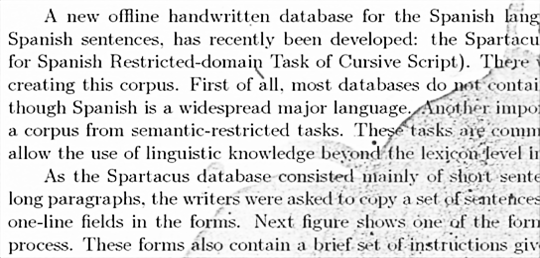 A new offline handwritten database for the Spanish lang
Spanish sentences, has recently been developed: the Spartacu
for Spanish Restricted-domain Task of Cursive Script). There
creating this corpus. First of all, most databases do not contai
though Spanish is a widespread major language. Another impo
a corpus from semantic-restricted tasks. These tasks are comm
allow the use of linguistic knowledge beyond the lexicon level i
As the Spartacus database consisted mainly of short sente
long paragraphs, the writers were asked to copy a set of sentences
one-line fields in the forms. Next figure shows one of the form
process. These forms also contain a brief set of instructions giv